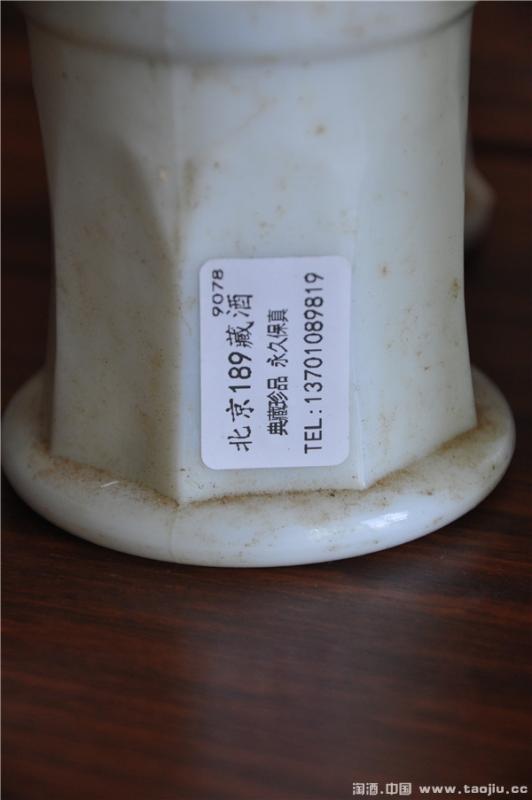 9078
北京189藏酒
典藏珍品 永久保真
TEL:13701089819
淘酒.中国 www.taojiu.cc